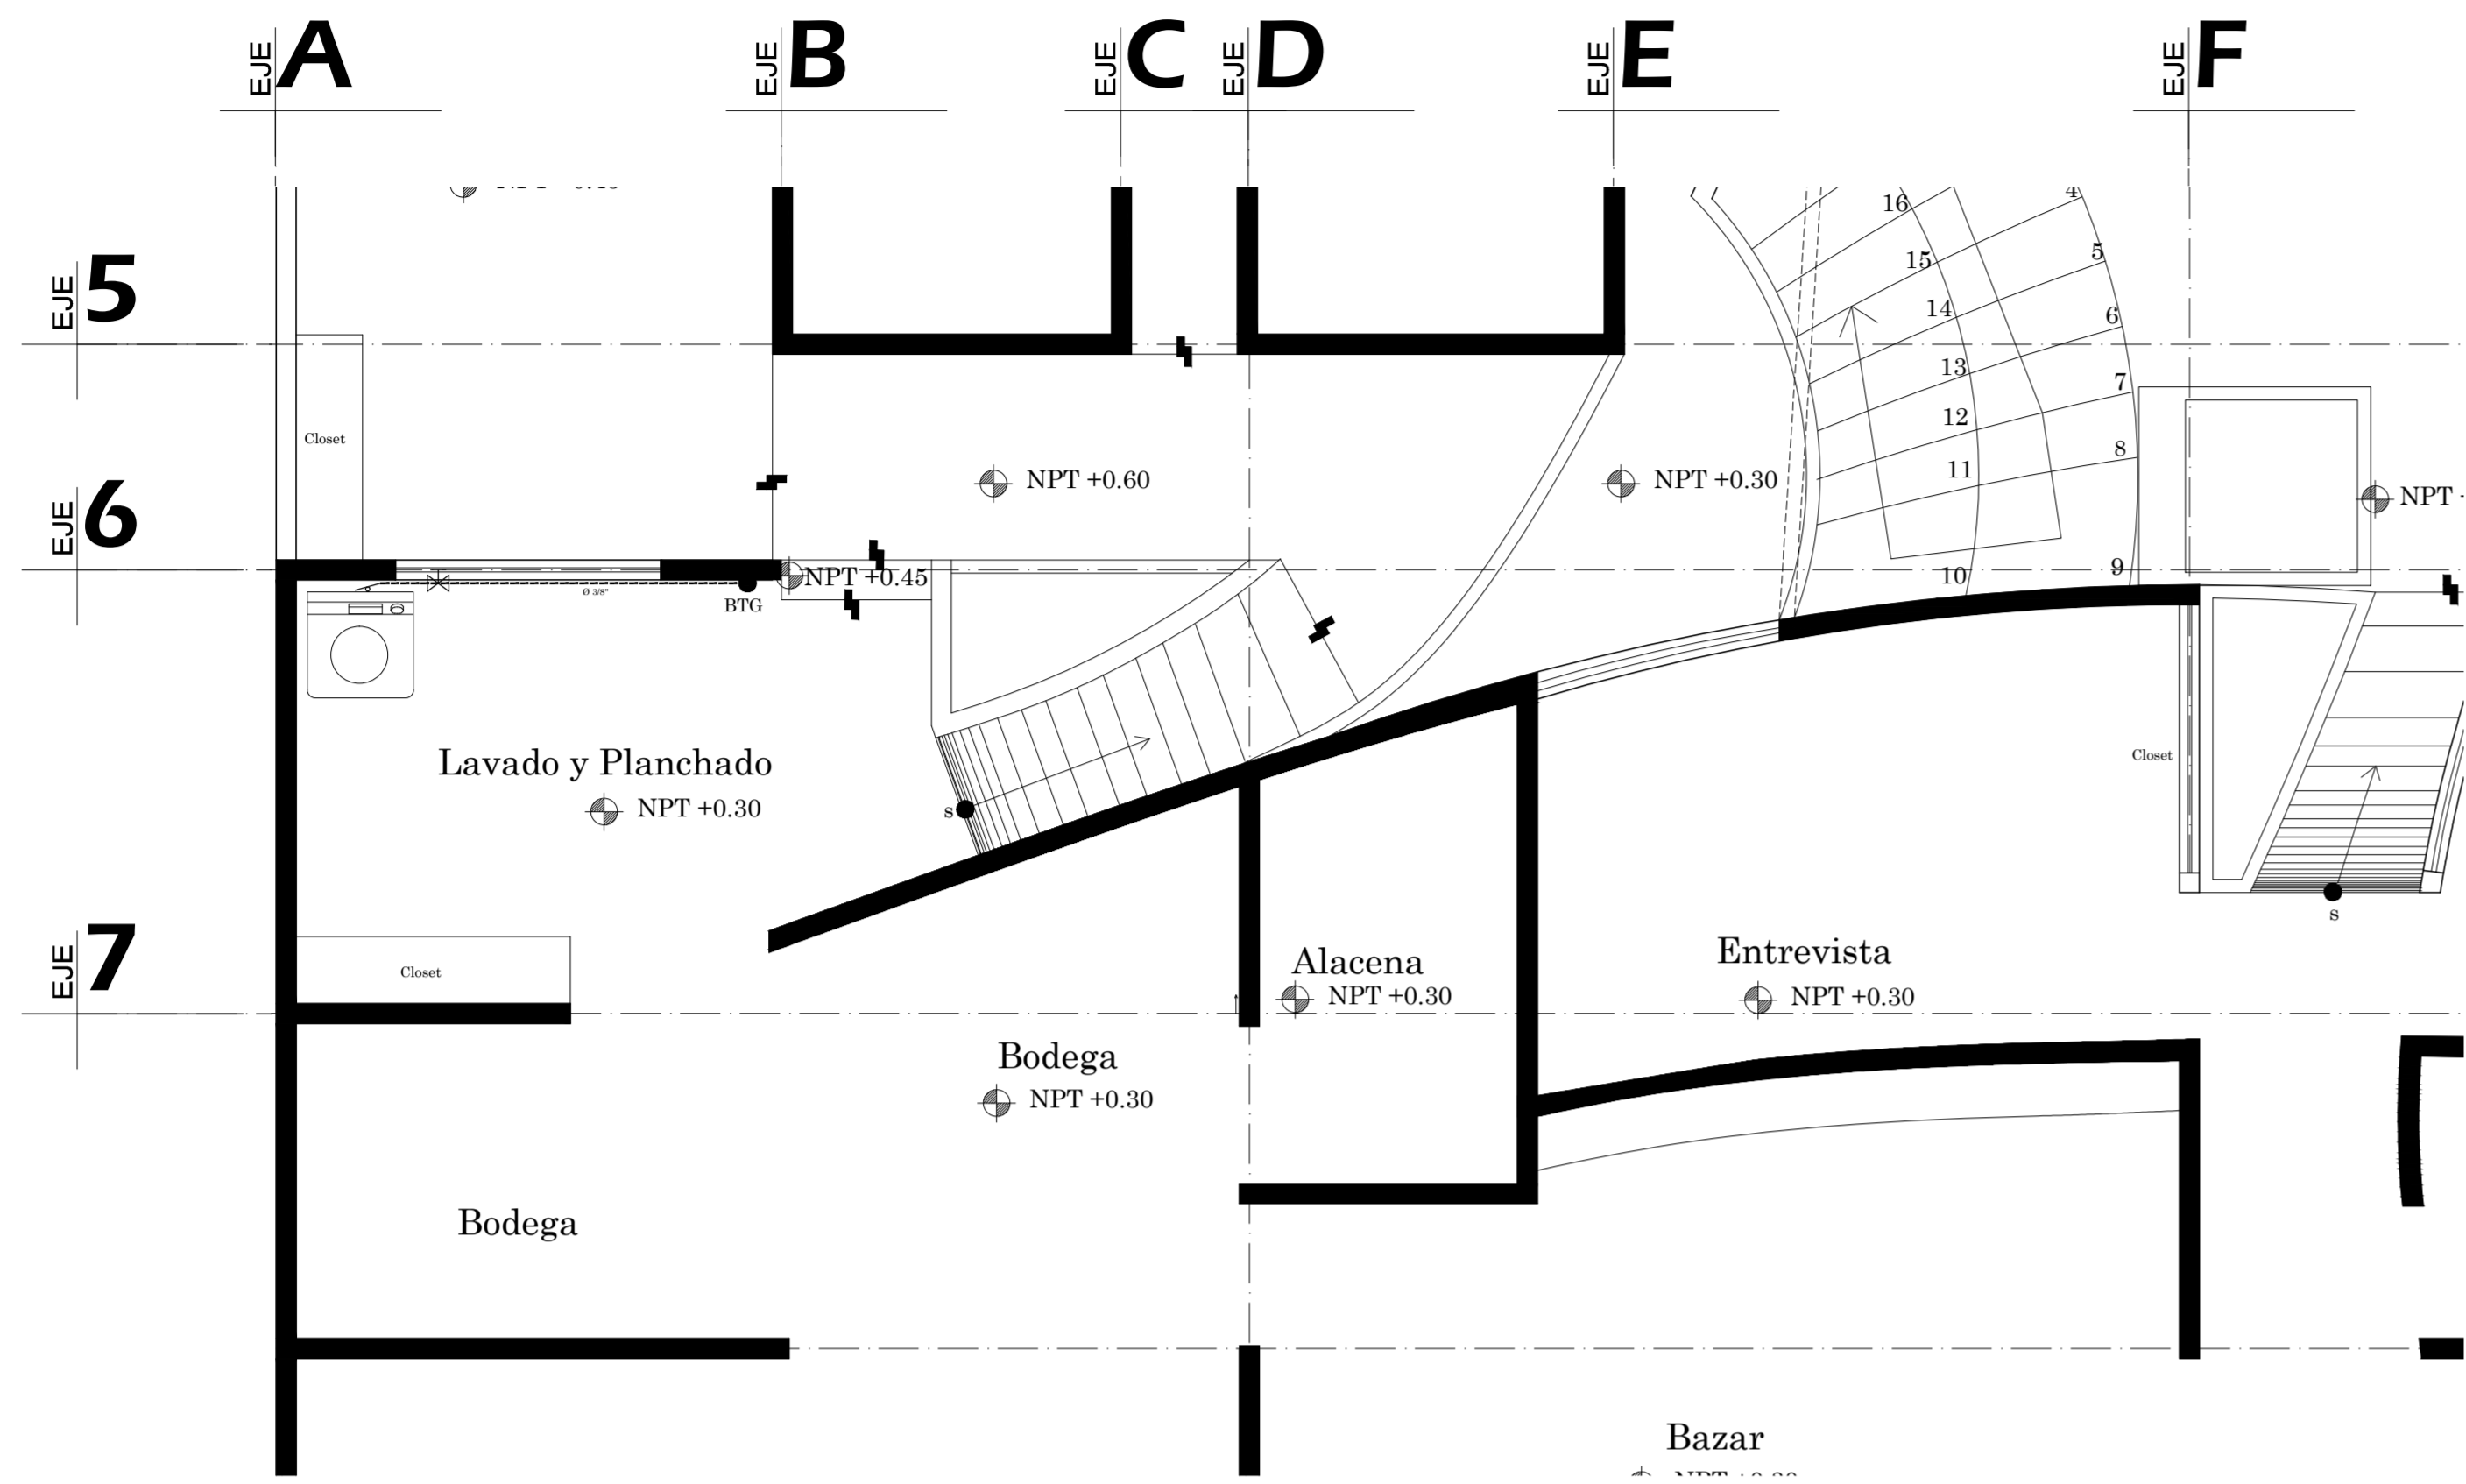 EJE A
EJE B
EJE C
EJE D
EJE E
EJE F
EJE 5
EJE 6
EJE 7
16
15
14
13
12
11
10
4
5
6
7
8
9
Closet
NPT +0.60
NPT +0.30
NPT
NPT +0.45
Ø 3/8"
BTG
Lavado y Planchado
NPT +0.30
s
Closet
s
Closet
Alacena
NPT +0.30
Entrevista
NPT +0.30
Bodega
NPT +0.30
Bodega
Bazar